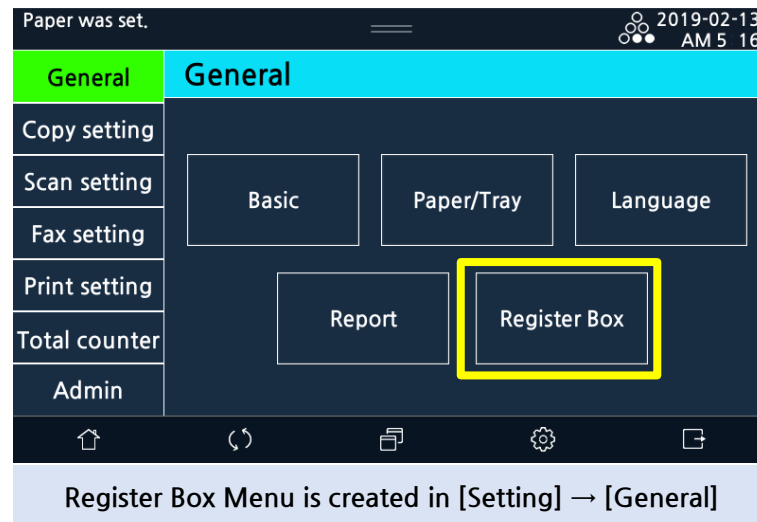 Paper was set.
2019-02-13
AM 5 16
General
General
Copy setting
Scan setting
Fax setting
Print setting
Total counter
Admin
Basic
Paper/Tray
Language
Report
Register Box
Register Box Menu is created in [Setting] → [General]